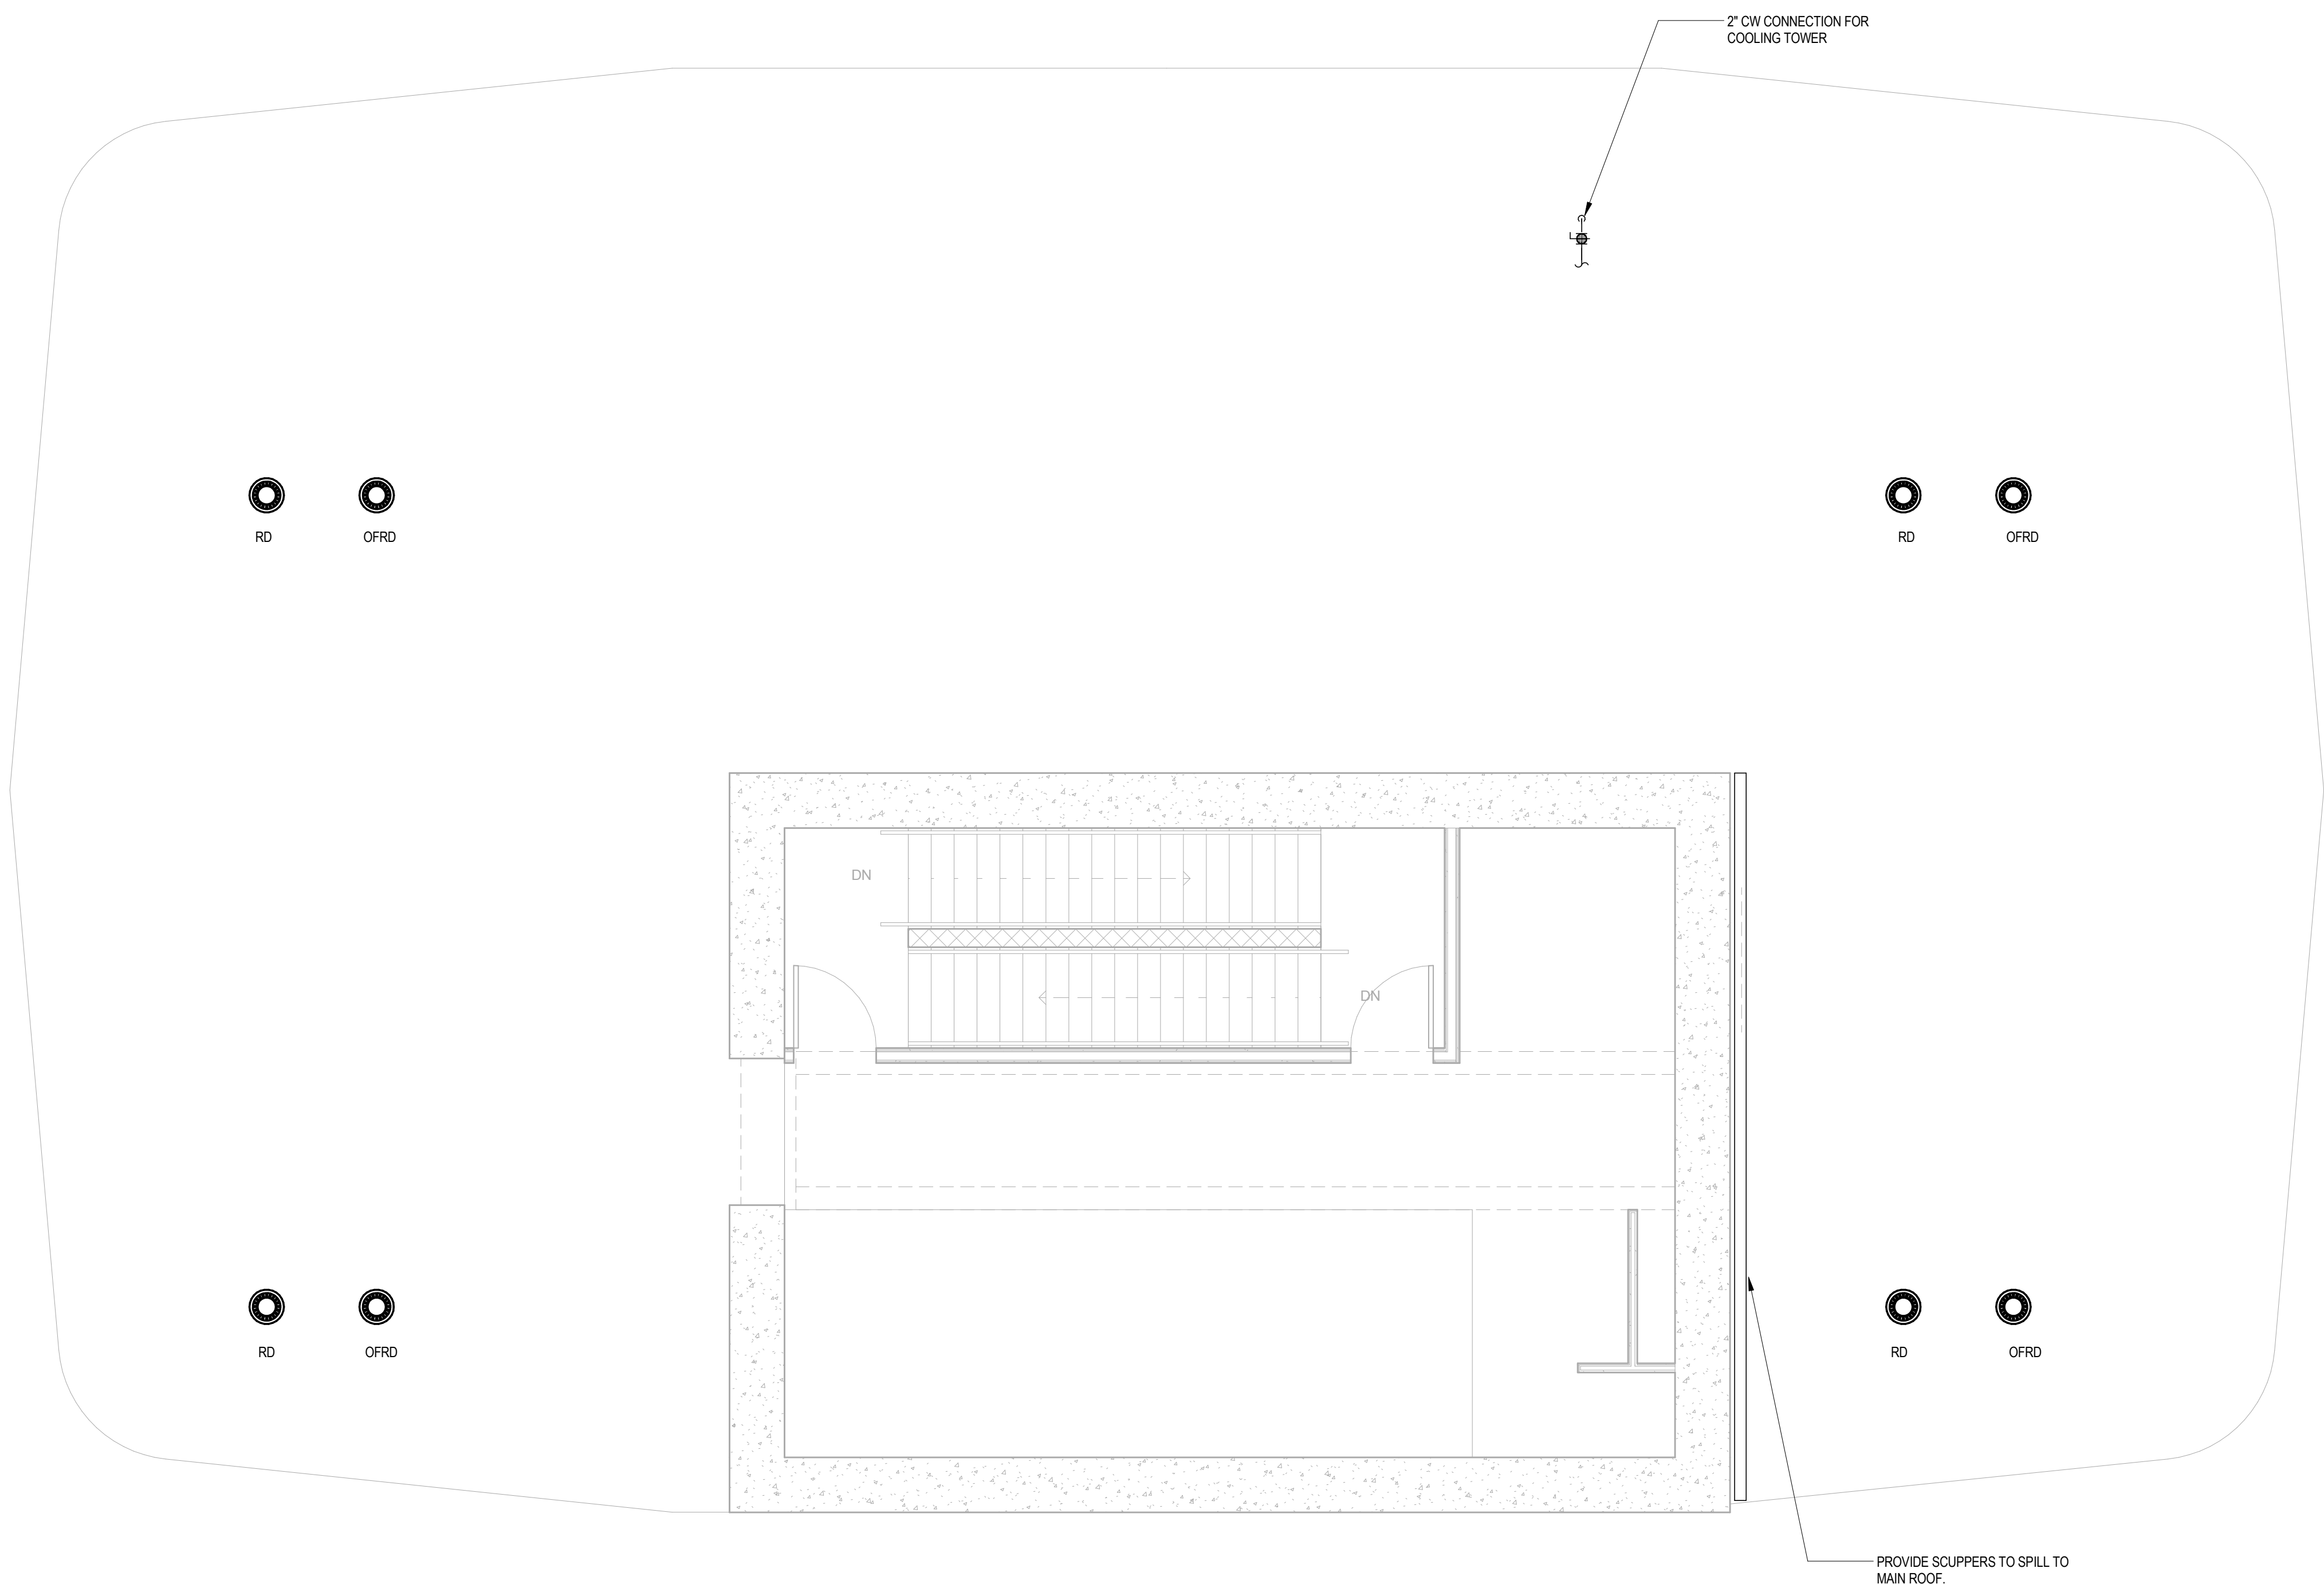 2" CW CONNECTION FOR
COOLING TOWER
RD
OFRD
RD
OFRD
DN
DN
RD
OFRD
RD
OFRD
PROVIDE SCUPPERS TO SPILL TO
MAIN ROOF.